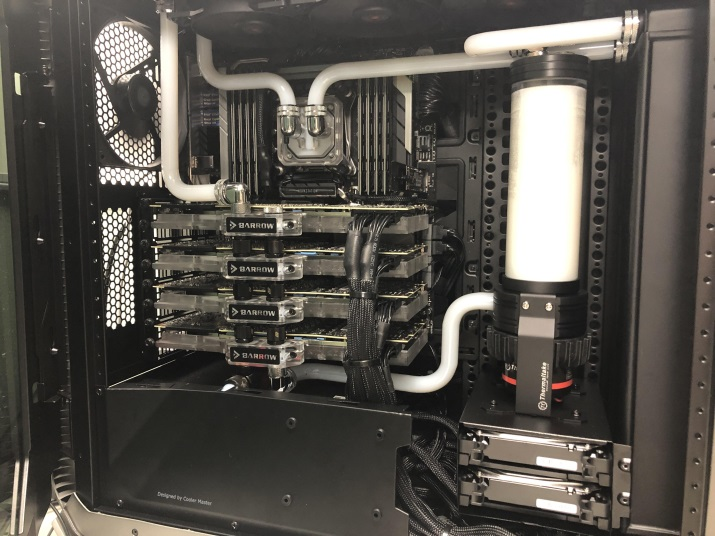 BARROW
BARROW
BARROW
BARROW
Thermaltake
Designed by Cooler Master